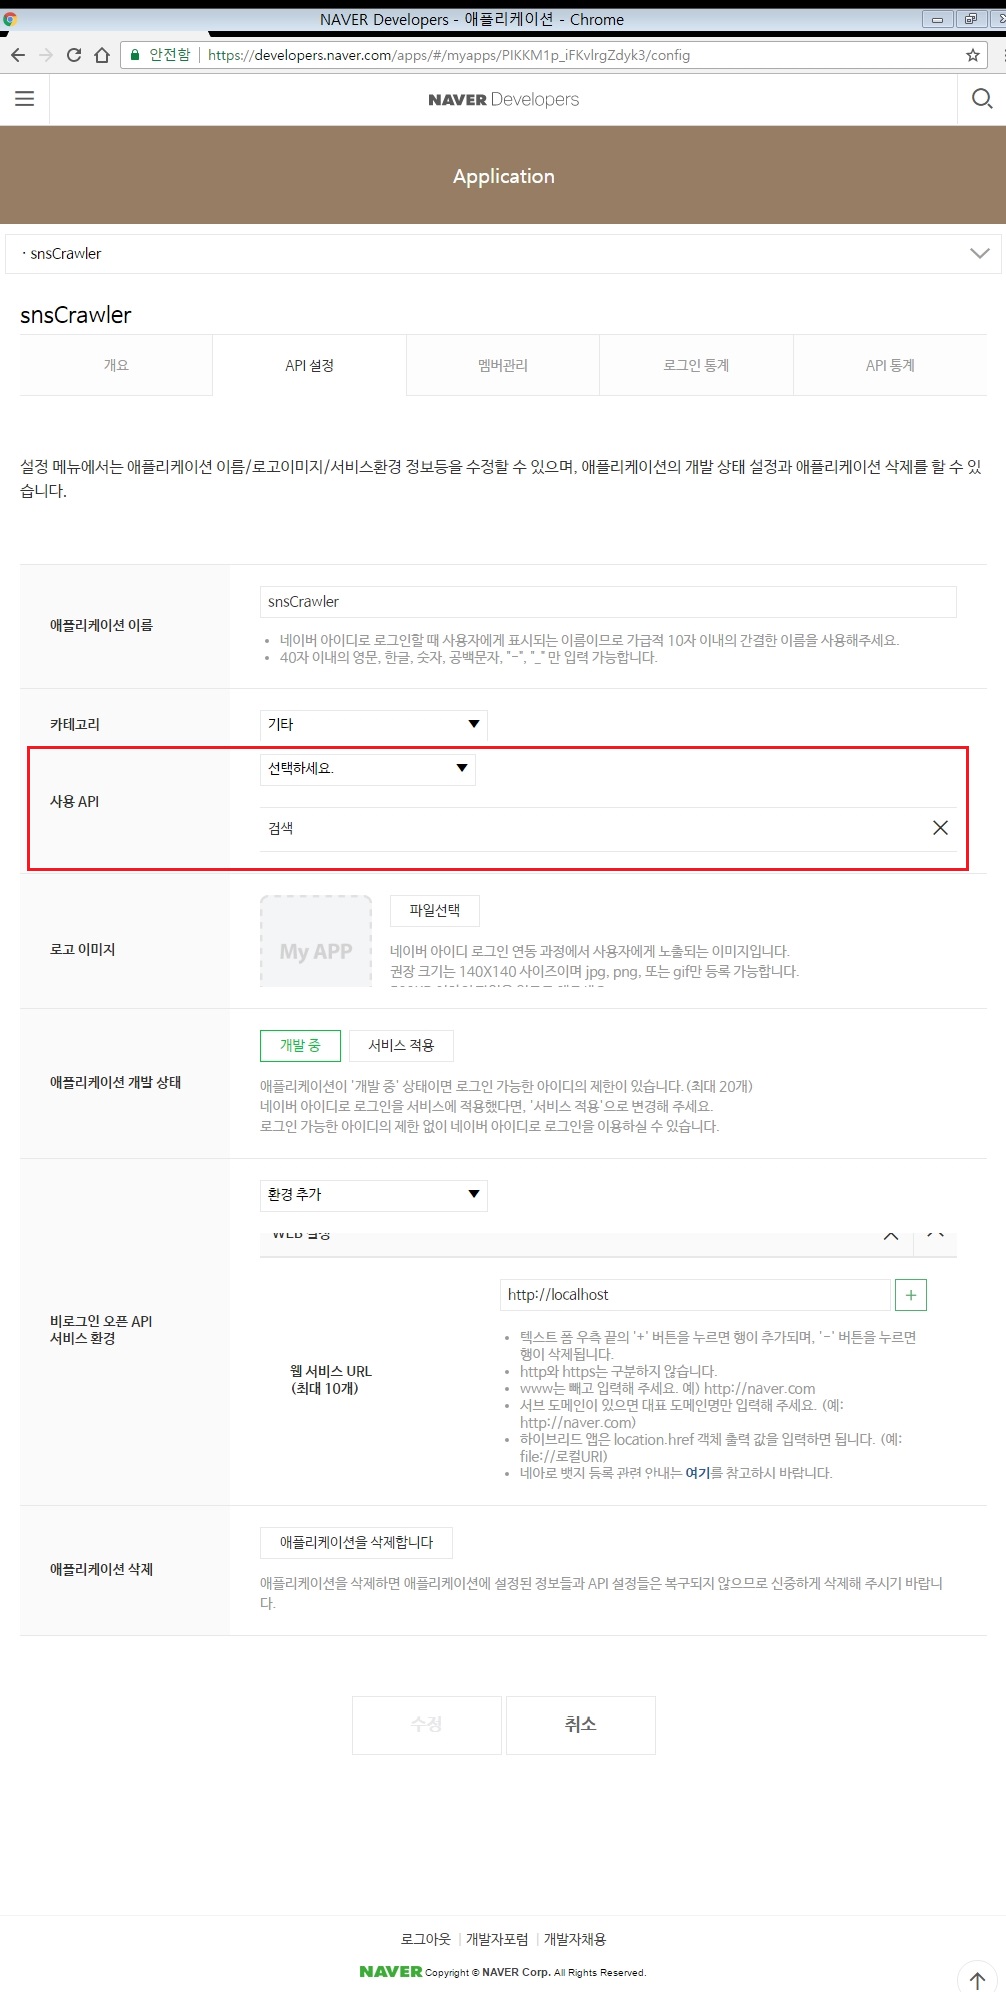 NAVER Developers - 애플리케이션 - Chrome
안전함 https://developers.naver.com/apps/#/myapps/PIKKM1p_iFKvlrgZdyk3/config
NAVER Developers
Application
· snsCrawler
snsCrawler
개요 API 설정 멤버관리 로그인 통계 API 통계
설정 메뉴에서는 애플리케이션 이름/로고이미지/서비스환경 정보등을 수정할 수 있으며, 애플리케이션의 개발 상태 설정과 애플리케이션 삭제를 할 수 있
습니다.
애플리케이션 이름
snsCrawler
• 네이버 아이디로 로그인할 때 사용자에게 표시되는 이름이므로 가급적 10자 이내의 간결한 이름을 사용해주세요.
• 40자 이내의 영문, 한글, 숫자, 공백문자, "-", "_" 만 입력 가능합니다.
카테고리
기타
사용 API
선택하세요.
검색
로고 이미지
My APP
파일선택
네이버 아이디 로그인 연동 과정에서 사용자에게 노출되는 이미지입니다.
권장 크기는 140X140 사이즈이며 jpg, png, 또는 gif만 등록 가능합니다.
애플리케이션 개발 상태
개발 중 서비스 적용
애플리케이션이 '개발 중' 상태이면 로그인 가능한 아이디의 제한이 있습니다.(최대 20개)
네이버 아이디로 로그인을 서비스에 적용했다면, '서비스 적용'으로 변경해 주세요.
로그인 가능한 아이디의 제한 없이 네이버 아이디로 로그인을 이용하실 수 있습니다.
비로그인 오픈 API
서비스 환경
환경 추가
WEB 설정
웹 서비스 URL
(최대 10개)
http://localhost +
• 텍스트 폼 우측 끝의 '+' 버튼을 누르면 행이 추가되며, '-' 버튼을 누르면
행이 삭제됩니다.
• http와 https는 구분하지 않습니다.
• www는 빼고 입력해 주세요. 예) http://naver.com
• 서브 도메인이 있으면 대표 도메인명만 입력해 주세요. (예:
http://naver.com)
• 하이브리드 앱은 location.href 객체 출력 값을 입력하면 됩니다. (예:
file://로컬URI)
• 네아로 뱃지 등록 관련 안내는 여기를 참고하시 바랍니다.
애플리케이션 삭제
애플리케이션을 삭제합니다
애플리케이션을 삭제하면 애플리케이션에 설정된 정보들과 API 설정들은 복구되지 않으므로 신중하게 삭제해 주시기 바랍니
다.
수정 취소
로그아웃 | 개발자포럼 | 개발자채용
NAVER Copyright © NAVER Corp. All Rights Reserved.